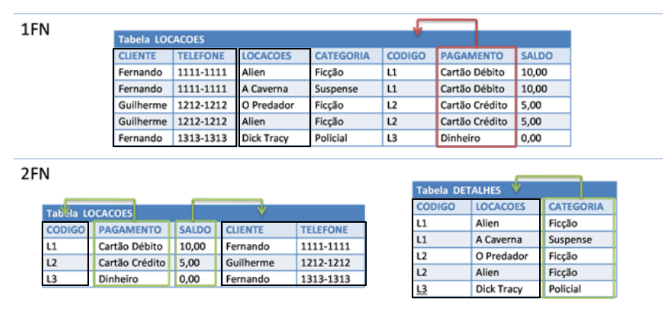 1FN
Tabela LOCACOES
CLIENTE TELEFONE LOCACOES CATEGORIA CODIGO PAGAMENTO SALDO
Fernando 1111-1111 Alien Ficção L1 Cartão Débito 10,00
Fernando 1111-1111 A Caverna Suspense L1 Cartão Débito 10,00
Guilherme 1212-1212 O Predador Ficção L2 Cartão Crédito 5,00
Guilherme 1212-1212 Alien Ficção L2 Cartão Crédito 5,00
Fernando 1313-1313 Dick Tracy Policial L3 Dinheiro 0,00
2FN
Tabela LOCACOES
CODIGO PAGAMENTO SALDO CLIENTE TELEFONE
L1 Cartão Débito 10,00 Fernando 1111-1111
L2 Cartão Crédito 5,00 Guilherme 1212-1212
L3 Dinheiro 0,00 Fernando 1313-1313
Tabela DETALHES
CODIGO LOCACOES CATEGORIA
L1 Alien Ficção
L1 A Caverna Suspense
L2 O Predador Ficção
L2 Alien Ficção
L3 Dick Tracy Policial